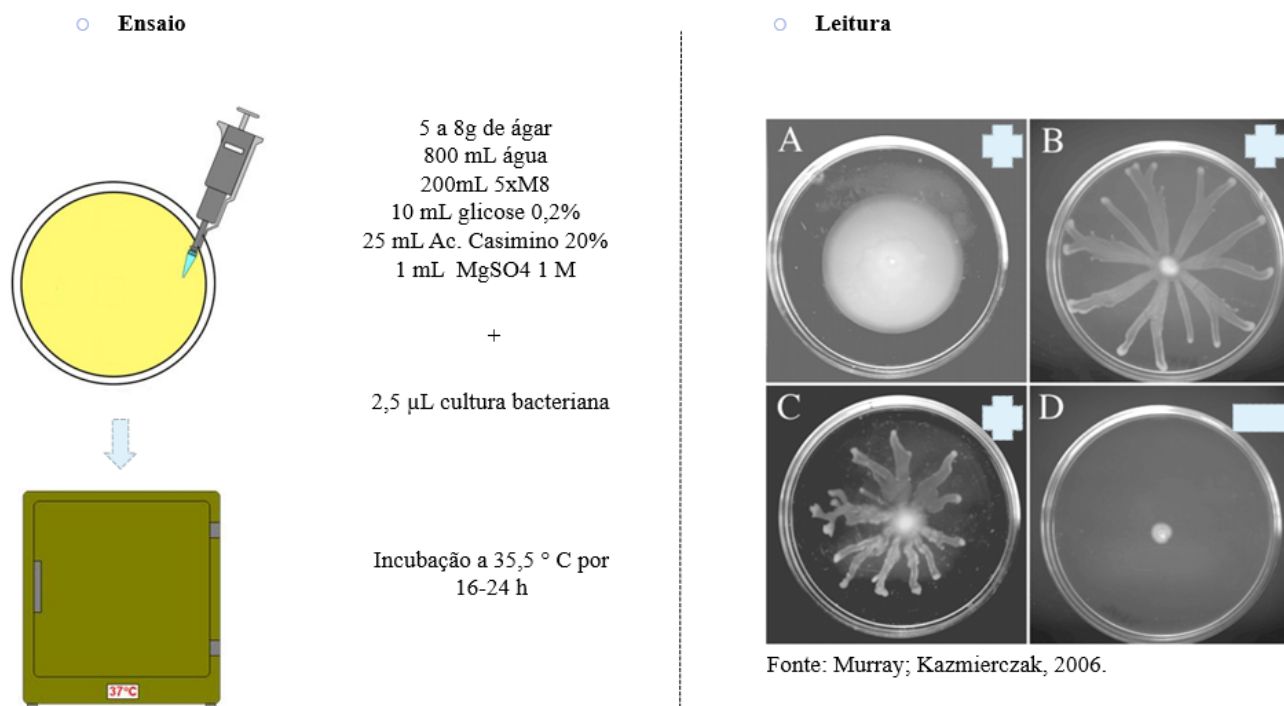 Ensaio
5 a 8g de ágar
800 mL água
200mL 5xM8
10 mL glicose 0,2%
25 mL Ac. Casimino 20%
1 mL MgSO4 1 M
+
2,5 µL cultura bacteriana
Incubação a 35,5 ° C por
16-24 h
37°C
Leitura
A
B
C
D
Fonte: Murray; Kazmierczak, 2006.